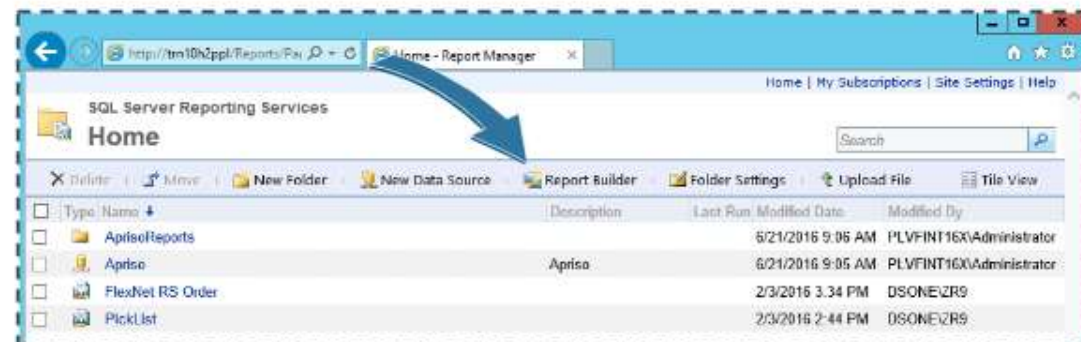 http://trn10h2ppl/Reports/Pa
Home - Report Manager
Home | My Subscriptions | Site Settings | Help
SQL Server Reporting Services
Home
Search
Delete | Move | New Folder | New Data Source | Report Builder | Folder Settings | Upload File | Tile View
Type Name Description Last Run Modified Date Modified By
AprisoReports 6/21/2016 9:06 AM PLVFINT16X\Administrator
Apriso Apriso 6/21/2016 9:05 AM PLVFINT16X\Administrator
FlexNet RS Order 2/3/2016 3:34 PM DSONE\ZR9
PickList 2/3/2016 2:44 PM DSONE\ZR9